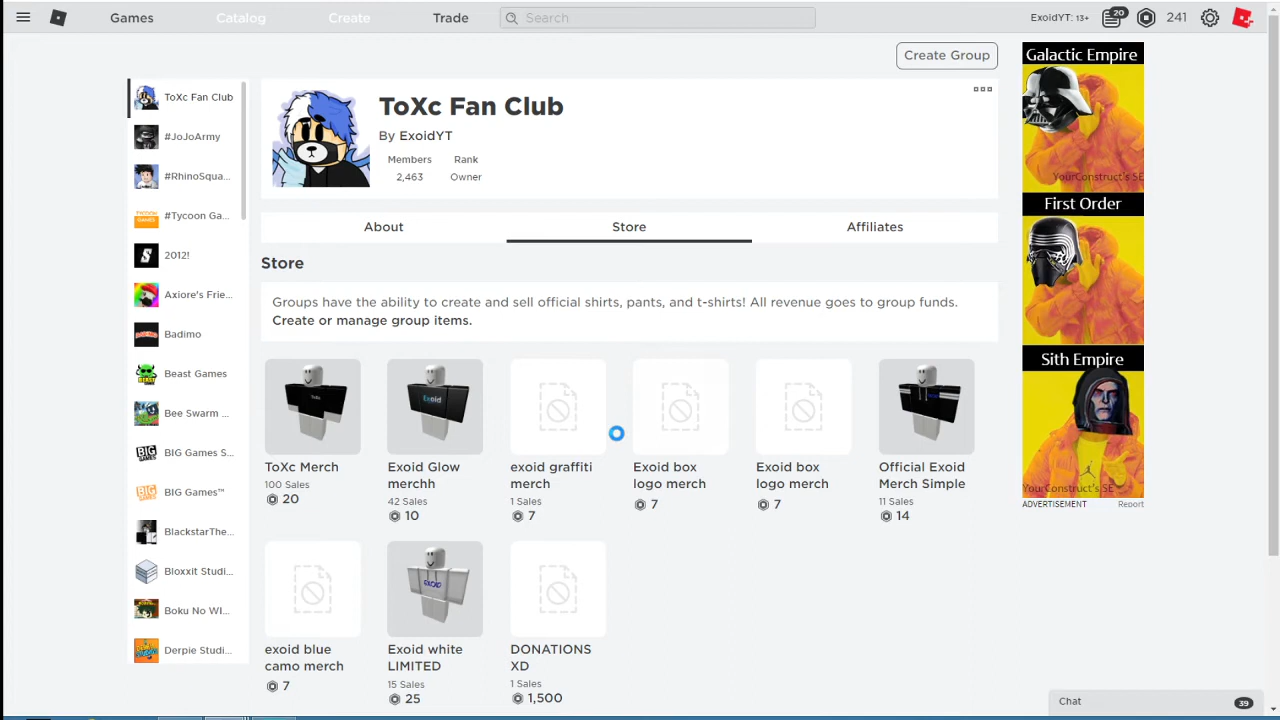 Games
Catalog
Create
Trade
Search
ExoidYT: 13+
20
241
Create Group
ToXc Fan Club
#JoJoArmy
#RhinoSqua...
#Tycoon Ga...
2012!
Axiore's Frie...
Badimo
Beast Games
Bee Swarm ...
BIG Games S...
BIG Games™
BlackstarThe...
Bloxxit Studi...
Boku No WI...
Derpie Studi...
ToXc Fan Club
By ExoidYT
Members
Rank
2,463
Owner
About
Store
Affiliates
Store
Groups have the ability to create and sell official shirts, pants, and t-shirts! All revenue goes to group funds.
Create or manage group items.
ToXc Merch
100 Sales
20
Exoid Glow
merchh
42 Sales
10
exoid graffiti
merch
1 Sales
7
Exoid box
logo merch
7
Exoid box
logo merch
7
Official Exoid
Merch Simple
11 Sales
14
exoid blue
camo merch
7
Exoid white
LIMITED
15 Sales
25
DONATIONS
XD
1 Sales
1,500
Galactic Empire
YourConstruct's SE
First Order
Sith Empire
YourConstruct's SE
ADVERTISEMENT
Report
Chat
39